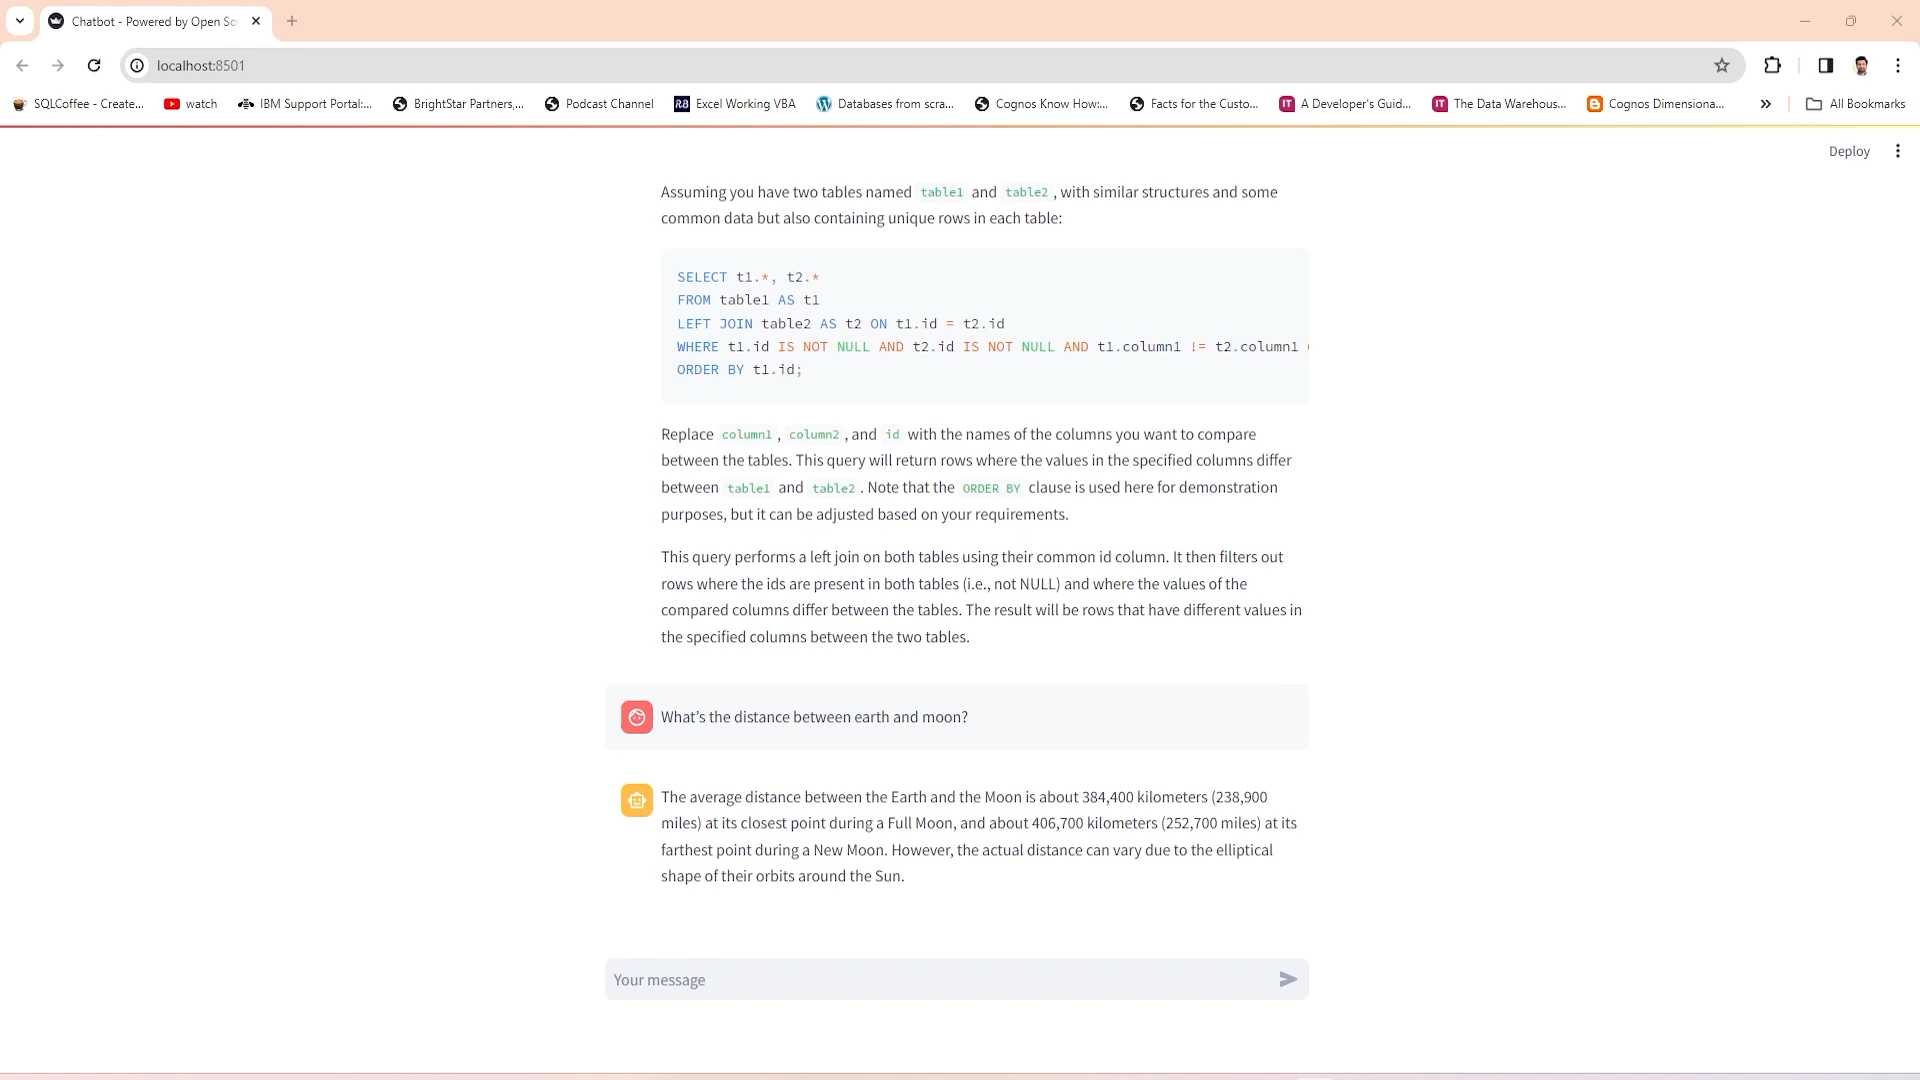 Chatbot - Powered by Open So
localhost:8501
SQLCoffee - Create...
watch
IBM Support Portal:...
BrightStar Partners,...
Podcast Channel
R3 Excel Working VBA
Databases from scra...
Cognos Know How:...
Facts for the Custo...
IT A Developer's Guid...
IT The Data Warehous...
Cognos Dimensiona...
All Bookmarks
Deploy
Assuming you have two tables named table1 and table2 , with similar structures and some
common data but also containing unique rows in each table:
SELECT t1.*, t2.*
FROM table1 AS t1
LEFT JOIN table2 AS t2 ON t1.id = t2.id
WHERE t1.id IS NOT NULL AND t2.id IS NOT NULL AND t1.column1 != t2.column1
ORDER BY t1.id;
Replace column1 , column2 , and id with the names of the columns you want to compare
between the tables. This query will return rows where the values in the specified columns differ
between table1 and table2 . Note that the ORDER BY clause is used here for demonstration
purposes, but it can be adjusted based on your requirements.
This query performs a left join on both tables using their common id column. It then filters out
rows where the ids are present in both tables (i.e., not NULL) and where the values of the
compared columns differ between the tables. The result will be rows that have different values in
the specified columns between the two tables.
What's the distance between earth and moon?
The average distance between the Earth and the Moon is about 384,400 kilometers (238,900
miles) at its closest point during a Full Moon, and about 406,700 kilometers (252,700 miles) at its
farthest point during a New Moon. However, the actual distance can vary due to the elliptical
shape of their orbits around the Sun.
Your message